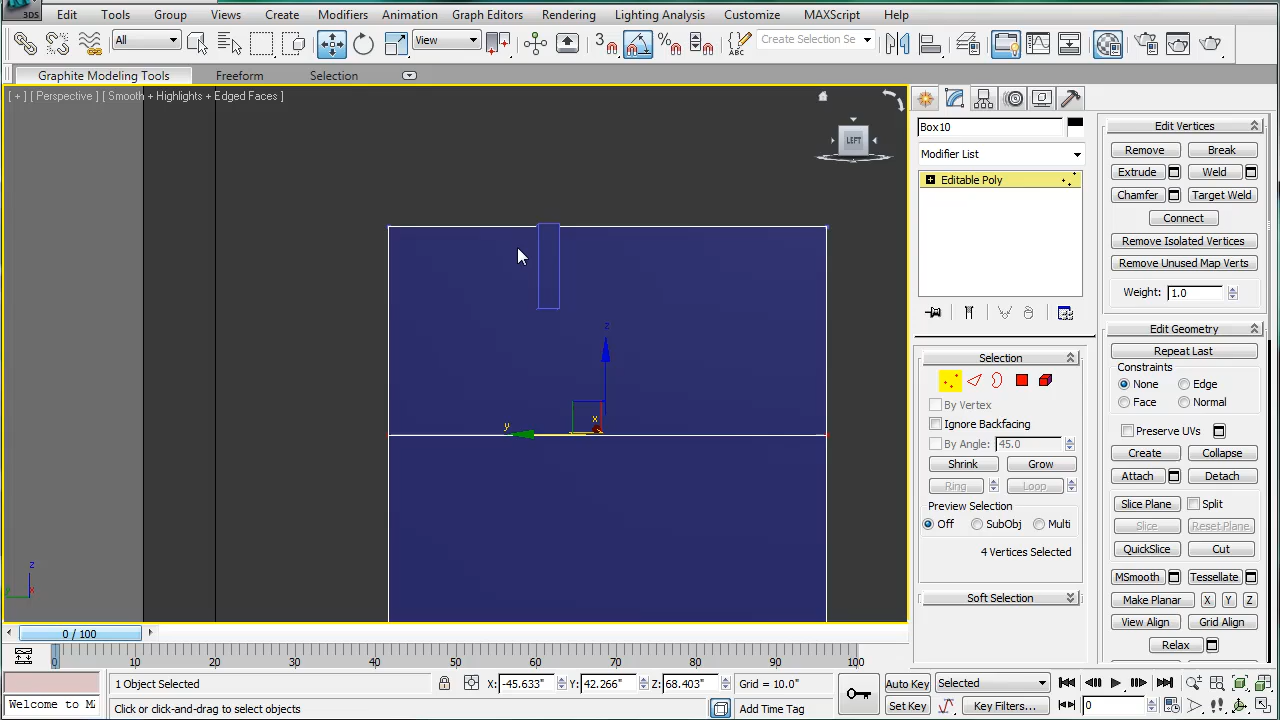 3DS Edit Tools Group Views Create Modifiers Animation Graph Editors Rendering Lighting Analysis Customize MAXScript Help
All View 3 Create Selection Se
Graphite Modeling Tools Freeform Selection
[ + ] [ Perspective ] [ Smooth + Highlights + Edged Faces ]
LEFT
z
y
x
z
x
Box10
Modifier List
Editable Poly
Selection
By Vertex
Ignore Backfacing
By Angle: 45.0
Shrink Grow
Ring Loop
Preview Selection
Off SubObj Multi
4 Vertices Selected
Soft Selection
Edit Vertices
Remove Break
Extrude Weld
Chamfer Target Weld
Connect
Remove Isolated Vertices
Remove Unused Map Verts
Weight: 1.0
Edit Geometry
Repeat Last
Constraints
None Edge
Face Normal
Preserve UVs
Create Collapse
Attach Detach
Slice Plane Split
Slice Reset Plane
QuickSlice Cut
MSmooth Tessellate
Make Planar X Y Z
View Align Grid Align
Relax
0 / 100
0 10 20 30 40 50 60 70 80 90 100
1 Object Selected X: -45.633" Y: 42.266" Z: 68.403" Grid = 10.0" Auto Key Selected
Welcome to M Click or click-and-drag to select objects Add Time Tag Set Key Key Filters... 0